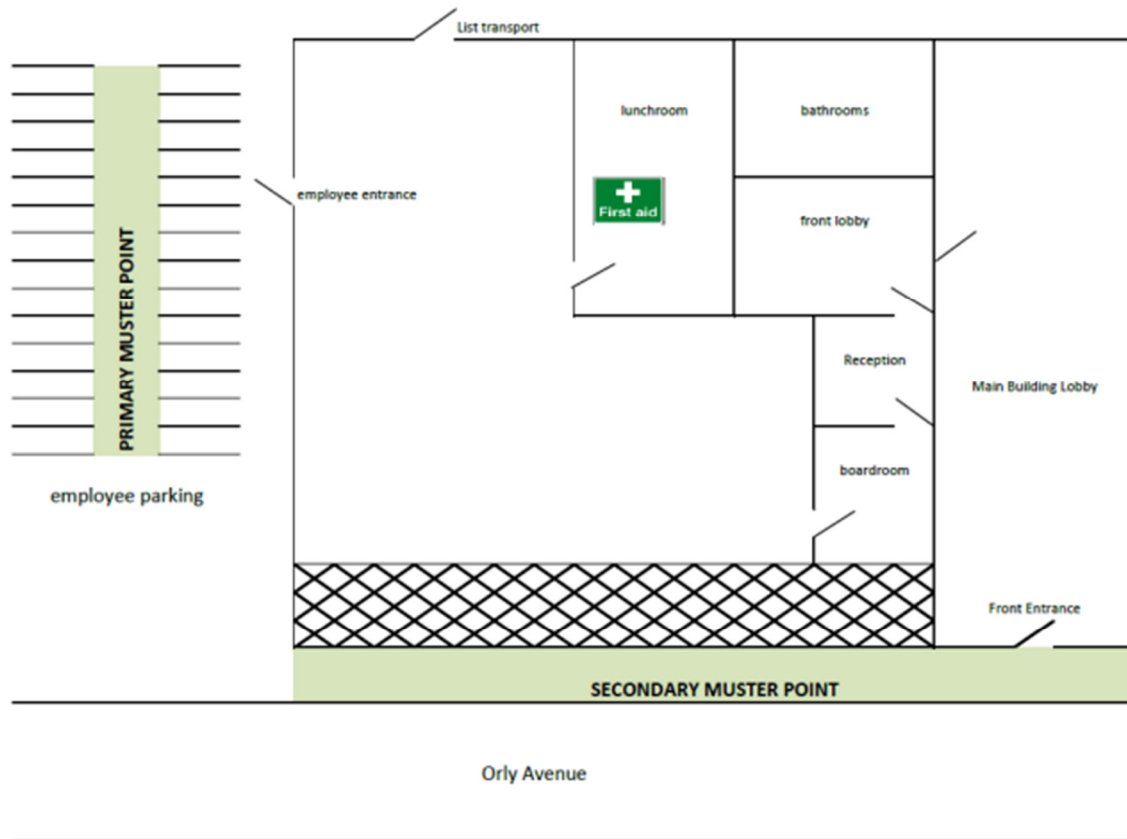 List transport
lunchroom
bathrooms
employee entrance
First aid
front lobby
PRIMARY MUSTER POINT
Reception
Main Building Lobby
boardroom
employee parking
Front Entrance
SECONDARY MUSTER POINT
Orly Avenue